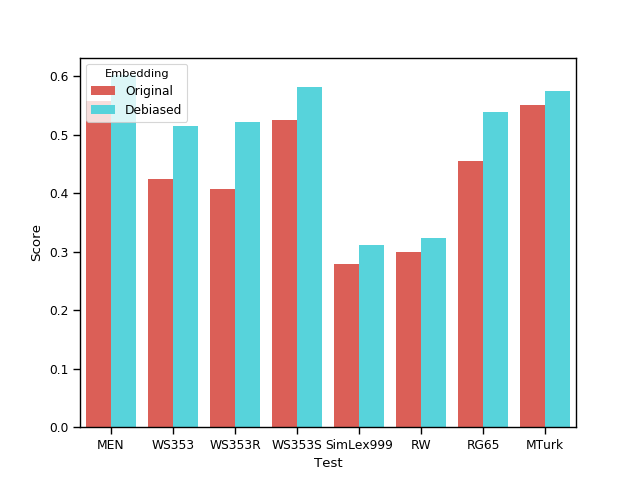 Embedding
Original
Debiased
0.6
0.5
0.4
0.3
0.2
0.1
0.0
Score
MEN WS353 WS353R WS353S SimLex999 RW RG65 MTurk
Test